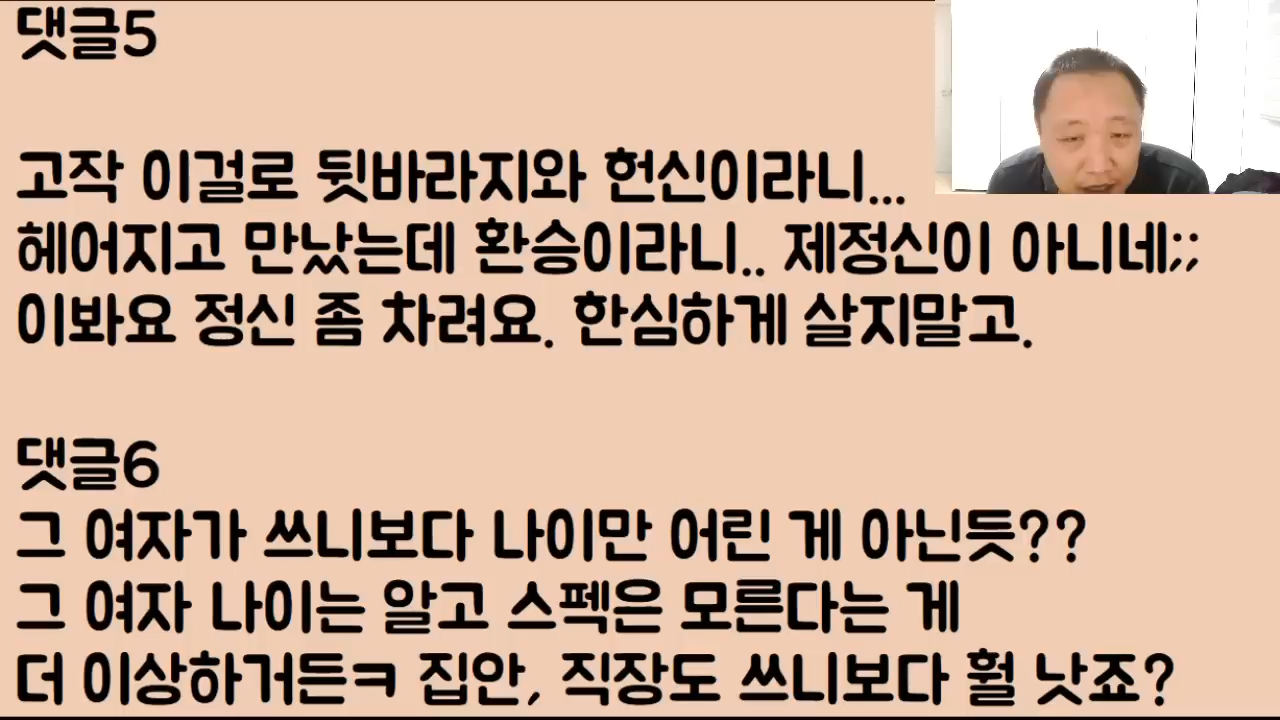 댓글5
고작 이걸로 뒷바라지와 헌신이라니...
헤어지고 만났는데 환승이라니.. 제정신이 아니네;;
이봐요 정신 좀 차려요. 한심하게 살지말고.
댓글6
그 여자가 쓰니보다 나이만 어린 게 아닌듯??
그 여자 나이는 알고 스펙은 모른다는 게
더 이상하거든ㅋ 집안, 직장도 쓰니보다 훨 낫죠?